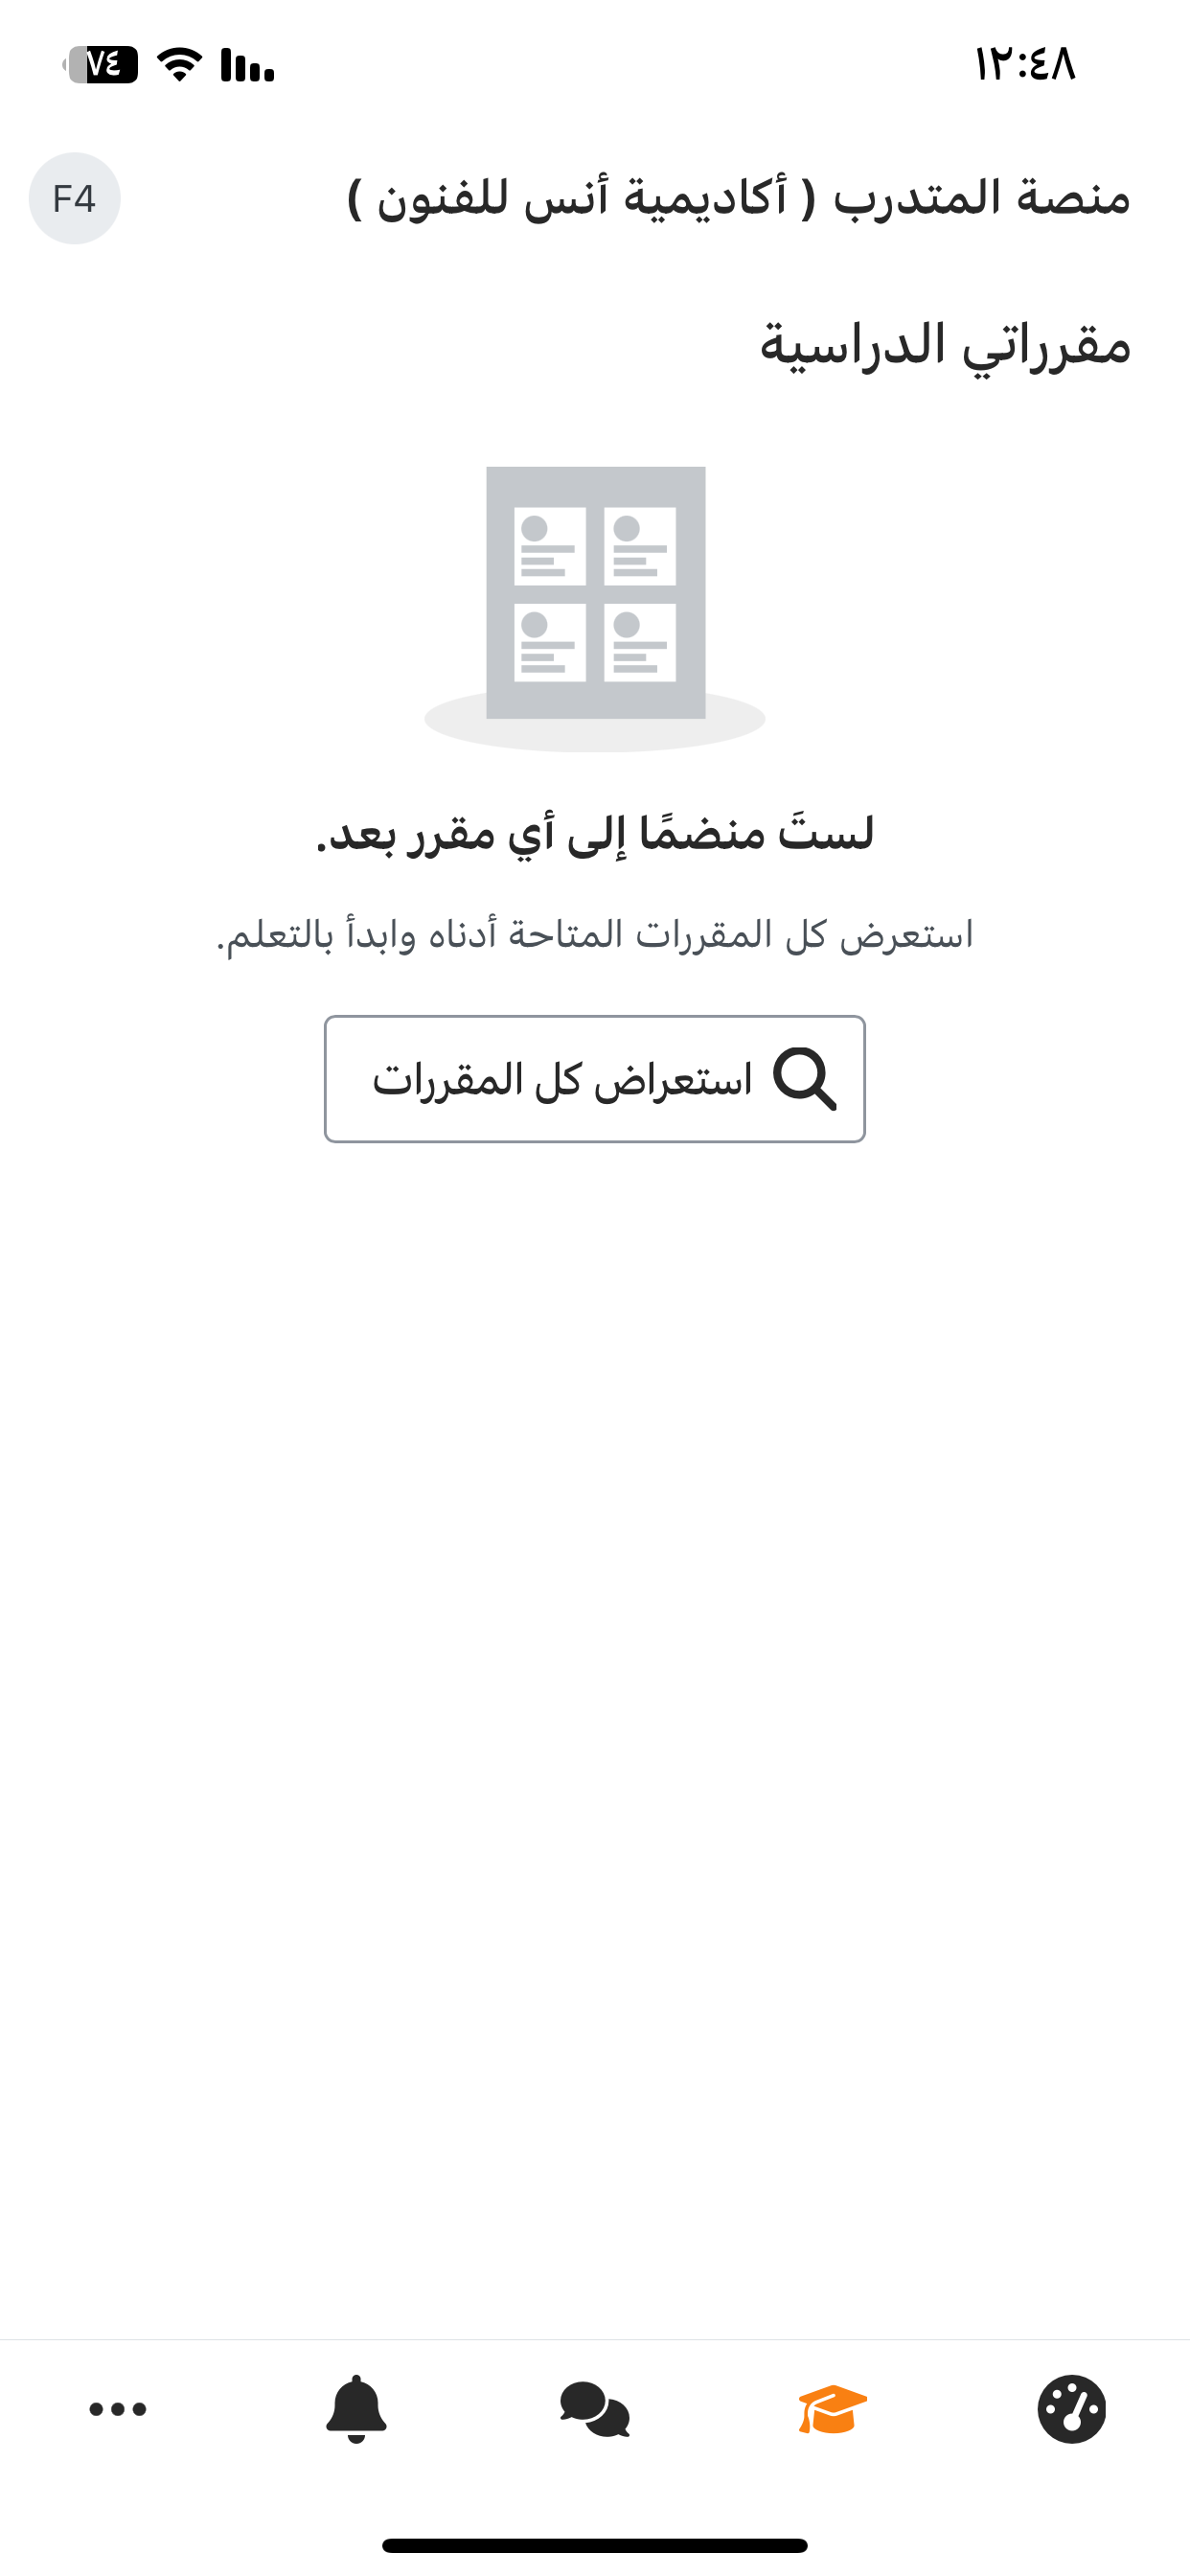 ١٢:٤٨
٧٤
منصة المتدرب ( أكاديمية أنس للفنون )
F4
مقرراتي الدراسية
لستَ منضمًا إلى أي مقرر بعد.
استعرض كل المقررات المتاحة أدناه وابدأ بالتعلم.
استعراض كل المقررات